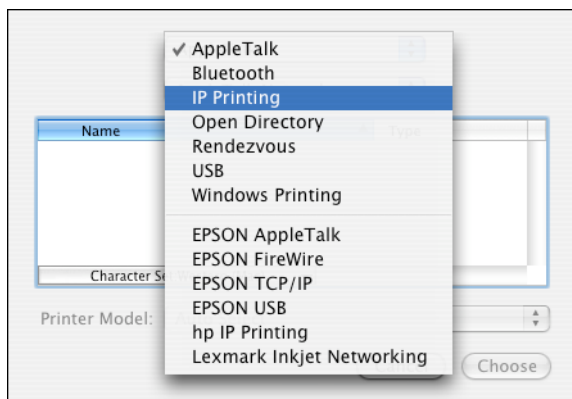 ✓ AppleTalk
Bluetooth
IP Printing
Open Directory
Rendezvous
USB
Windows Printing
EPSON AppleTalk
EPSON FireWire
EPSON TCP/IP
EPSON USB
hp IP Printing
Lexmark Inkjet Networking
Name Type
Character
Printer Model:
Cancel Choose